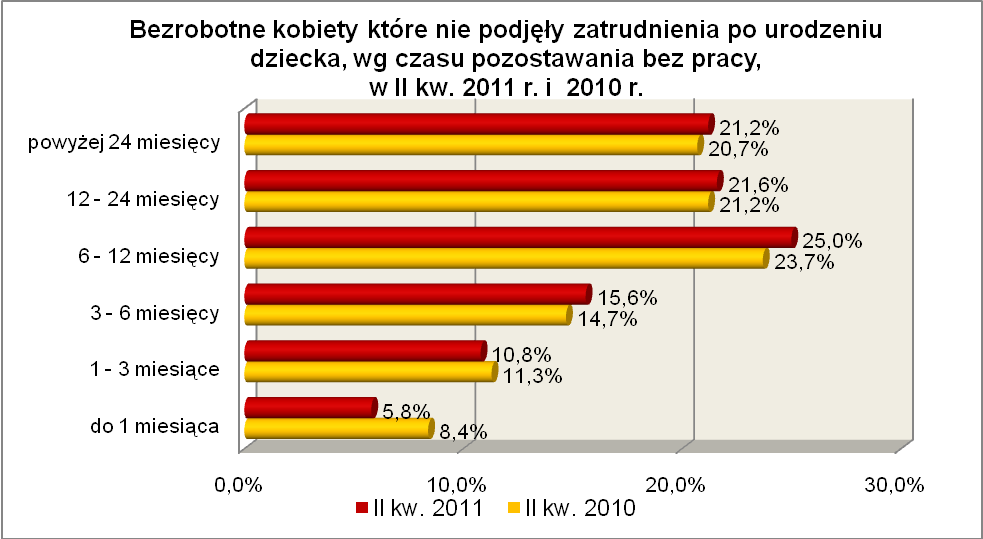 Bezrobotne kobiety które nie podjęły zatrudnienia po urodzeniu
dziecka, wg czasu pozostawania bez pracy,
w II kw. 2011 r. i 2010 r.
powyżej 24 miesięcy
21,2%
20,7%
12 - 24 miesięcy
21,6%
21,2%
6 - 12 miesięcy
25,0%
23,7%
3 - 6 miesięcy
15,6%
14,7%
1 - 3 miesiące
10,8%
11,3%
do 1 miesiąca
5,8%
8,4%
0,0% 10,0% 20,0% 30,0%
II kw. 2011 II kw. 2010